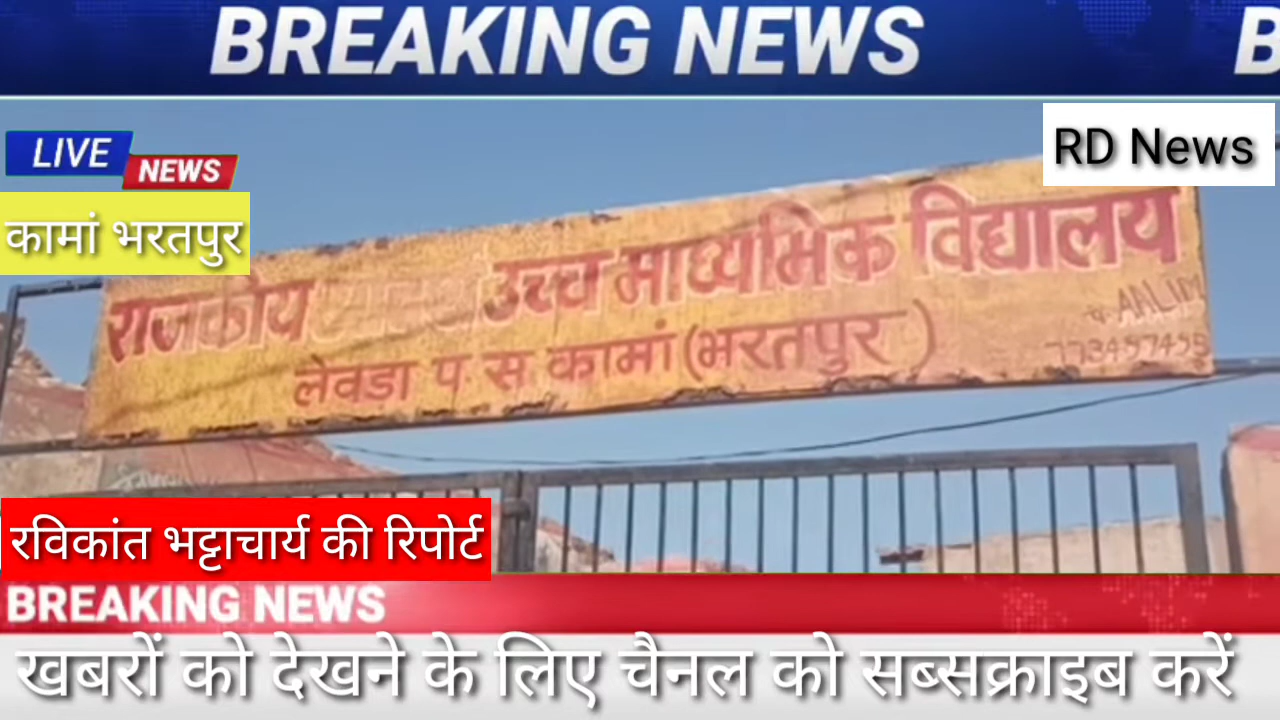 BREAKING NEWS
B
RD News
LIVE
NEWS
कामां भरतपुर
राजकीय उच्च माध्यमिक विद्यालय
लेवडा प स कामां (भरतपुर)
AALIM
रविकांत भट्टाचार्य की रिपोर्ट
BREAKING NEWS
खबरों को देखने के लिए चैनल को सब्सक्राइब करें